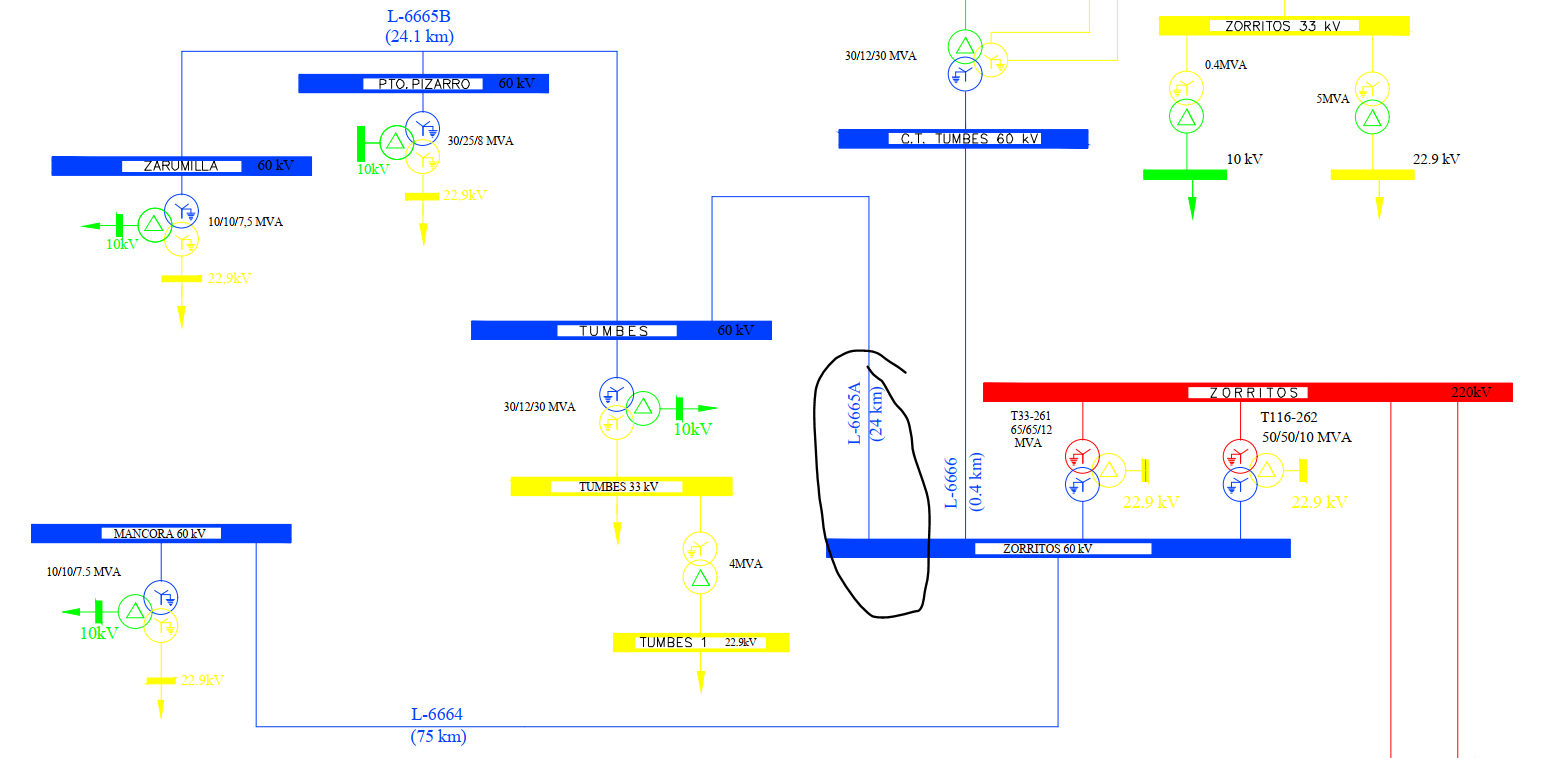 L-6665B
(24.1 km)
PTO. PIZARRO 60 kV
30/25/8 MVA
10kV
22,9kV
ZARUMILLA 60 kV
10/10/7,5 MVA
10kV
22.9kV
30/12/30 MVA
C.T. TUMBES 60 kV
ZORRITOS 33 kV
0.4MVA
5MVA
10 kV
22.9 kV
TUMBES 60 kV
30/12/30 MVA
10kV
TUMBES 33 kV
4MVA
TUMBES 1 22.9kV
L-6665A
(24 km)
L-6666
(0.4 km)
ZORRITOS 220kV
T33-261
65/65/12
MVA
22.9 kV
T116-262
50/50/10 MVA
22.9 kV
ZORRITOS 60 kV
MANCORA 60 kV
10/10/7.5 MVA
10kV
22.9kV
L-6664
(75 km)